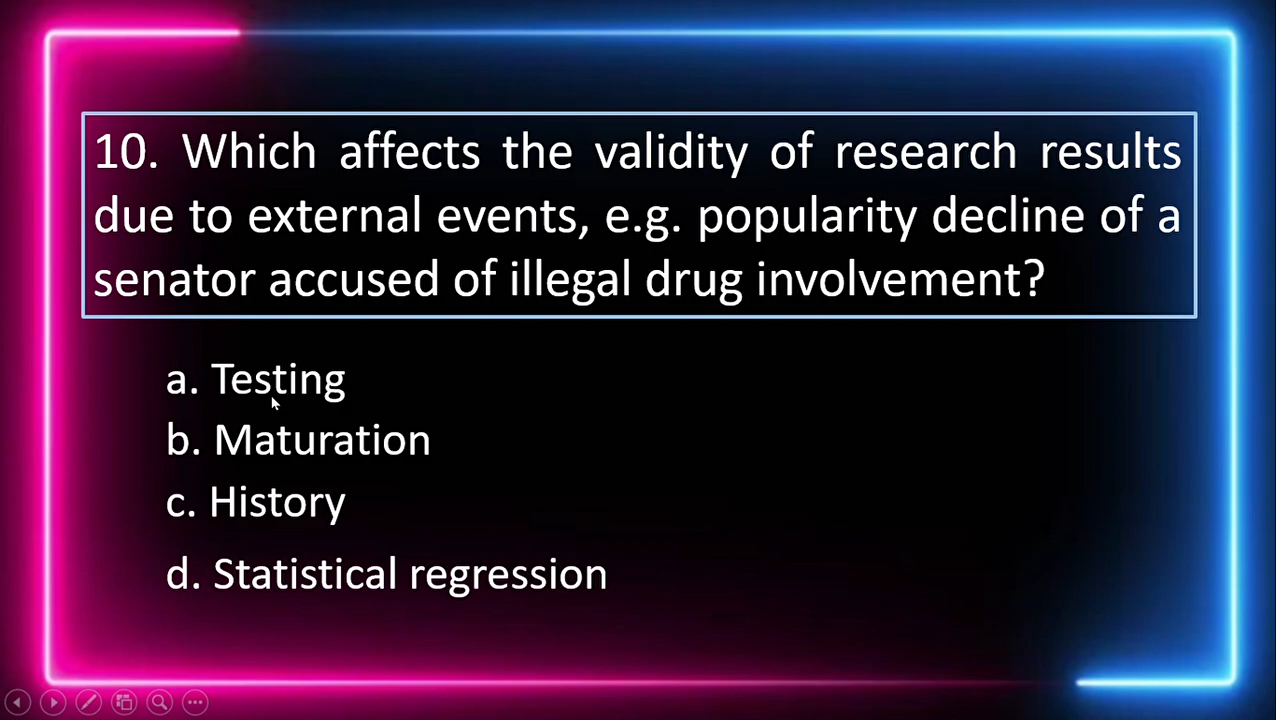 10. Which affects the validity of research results
due to external events, e.g. popularity decline of a
senator accused of illegal drug involvement?
a. Testing
b. Maturation
c. History
d. Statistical regression